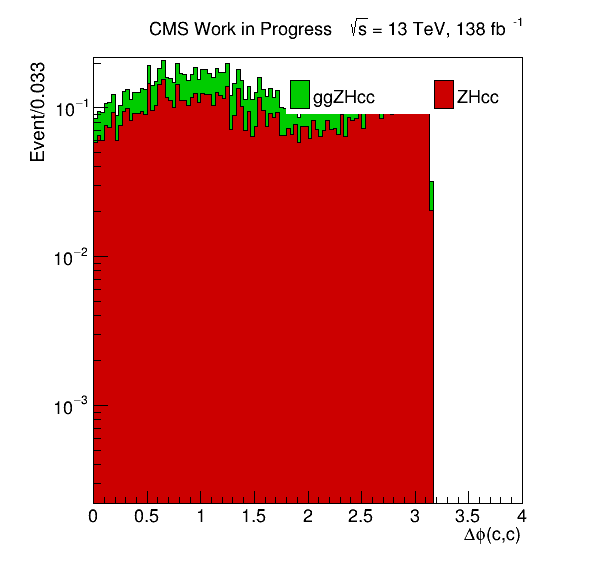 CMS Work in Progress √s = 13 TeV, 138 fb⁻¹
Event/0.033
ggZHcc ZHcc
10⁻¹
10⁻²
10⁻³
0 0.5 1 1.5 2 2.5 3 3.5 4
Δϕ(c,c)